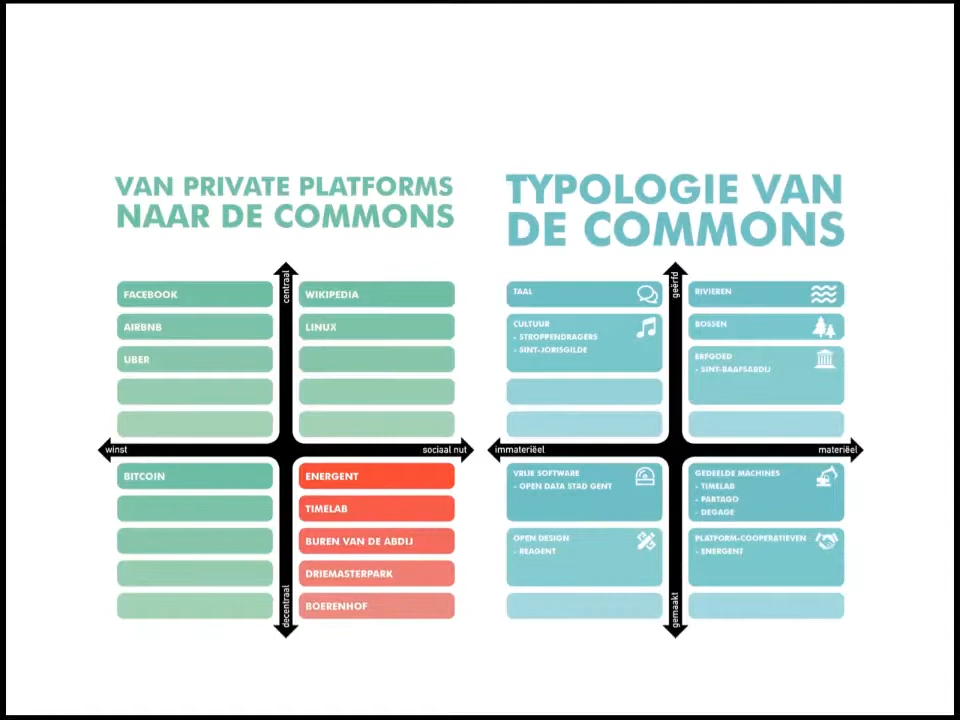 VAN PRIVATE PLATFORMS
NAAR DE COMMONS
centraal
FACEBOOK
WIKIPEDIA
AIRBNB
LINUX
UBER
winst
sociaal nut
BITCOIN
ENERGENT
TIMELAB
BUREN VAN DE ABDIJ
DRIEMASTERPARK
BOERENHOF
decentraal
TYPOLOGIE VAN
DE COMMONS
geërfd
TAAL
RIVIEREN
CULTUUR
- STROPPENDRAGERS
- SINT-JORISGILDE
BOSSEN
ERFGOED
- SINT-BAAFSABDIJ
immateriëel
materiëel
VRIJE SOFTWARE
- OPEN DATA STAD GENT
GEDEELDE MACHINES
- TIMELAB
- PARTAGO
- DEGAGE
OPEN DESIGN
- REAGENT
PLATFORM-COOPERATIEVEN
- ENERGENT
gemaakt